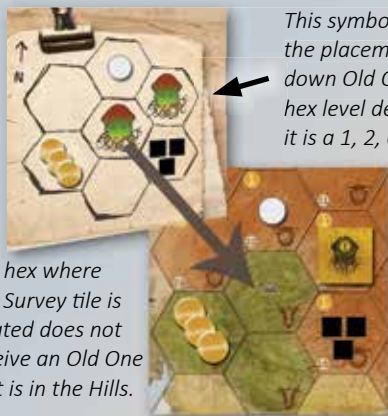 This symbo
the placem
down Old O
hex level de
it is a 1, 2,
N
hex where
Survey tile is
ated does not
eive an Old One
t is in the Hills.